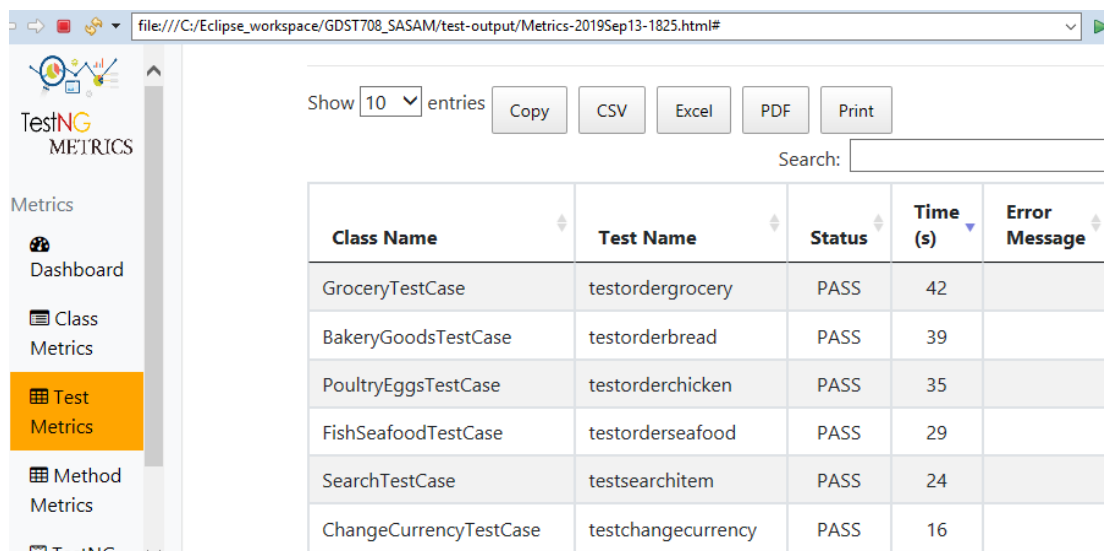 file:///C:/Eclipse_workspace/GDST708_SASAM/test-output/Metrics-2019Sep13-1825.html#
TestNG
METRICS
Metrics
Dashboard
Class
Metrics
Test
Metrics
Method
Metrics
TestNG
Show 10 entries Copy CSV Excel PDF Print
Search:
Class Name Test Name Status Time (s) Error Message
GroceryTestCase testordergrocery PASS 42
BakeryGoodsTestCase testorderbread PASS 39
PoultryEggsTestCase testorderchicken PASS 35
FishSeafoodTestCase testorderseafood PASS 29
SearchTestCase testsearchitem PASS 24
ChangeCurrencyTestCase testchangecurrency PASS 16